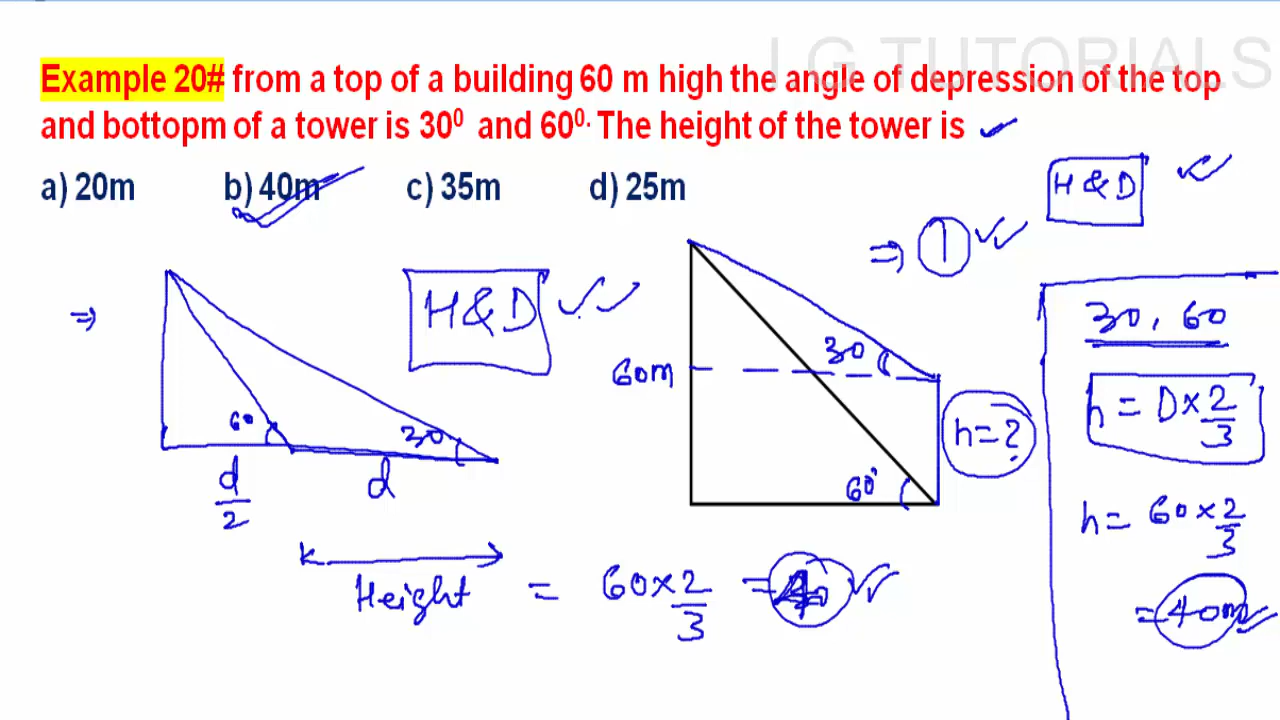 LG TUTORIALS
Example 20# from a top of a building 60 m high the angle of depression of the top
and bottopm of a tower is 30⁰ and 60⁰. The height of the tower is
a) 20m b) 40m c) 35m d) 25m
H & D
⇒ 1
⇒
H & D
30, 60
60m
30
h = D × 2/3
60
30
h = ?
60°
d/2
d
h = 60 × 2/3
Height = 60 × 2/3 = 40
= 40m